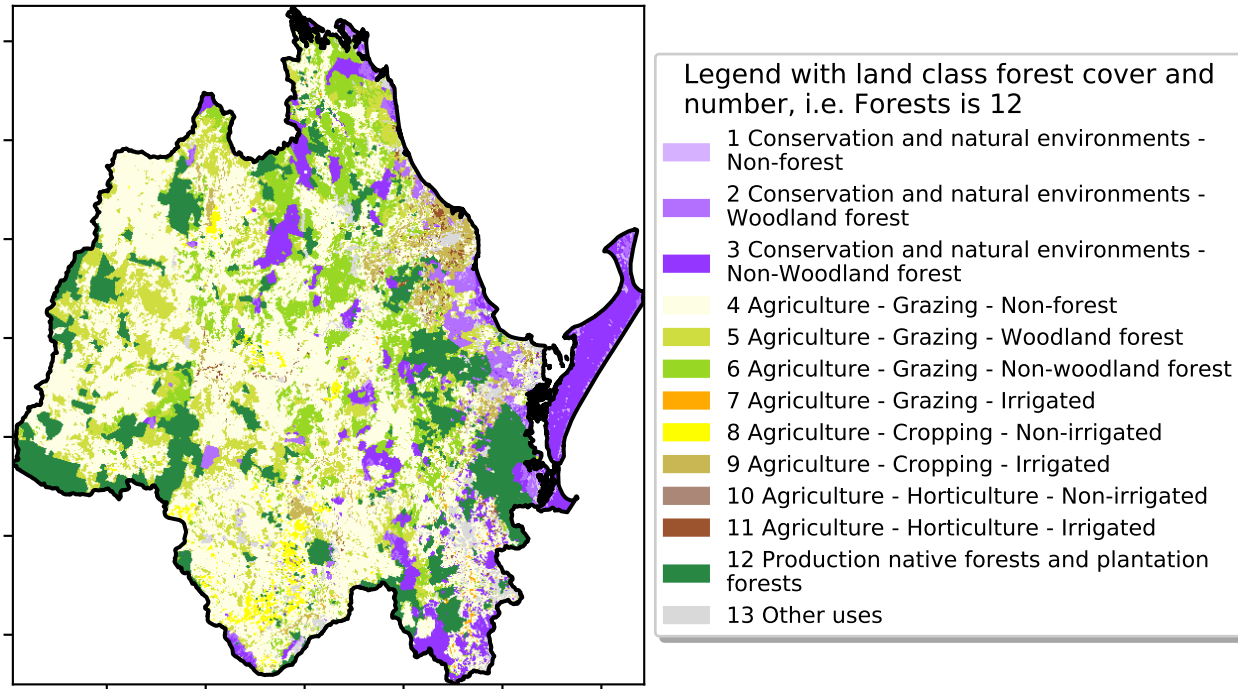 Legend with land class forest cover and
number, i.e. Forests is 12
1 Conservation and natural environments -
Non-forest
2 Conservation and natural environments -
Woodland forest
3 Conservation and natural environments -
Non-Woodland forest
4 Agriculture - Grazing - Non-forest
5 Agriculture - Grazing - Woodland forest
6 Agriculture - Grazing - Non-woodland forest
7 Agriculture - Grazing - Irrigated
8 Agriculture - Cropping - Non-irrigated
9 Agriculture - Cropping - Irrigated
10 Agriculture - Horticulture - Non-irrigated
11 Agriculture - Horticulture - Irrigated
12 Production native forests and plantation
forests
13 Other uses